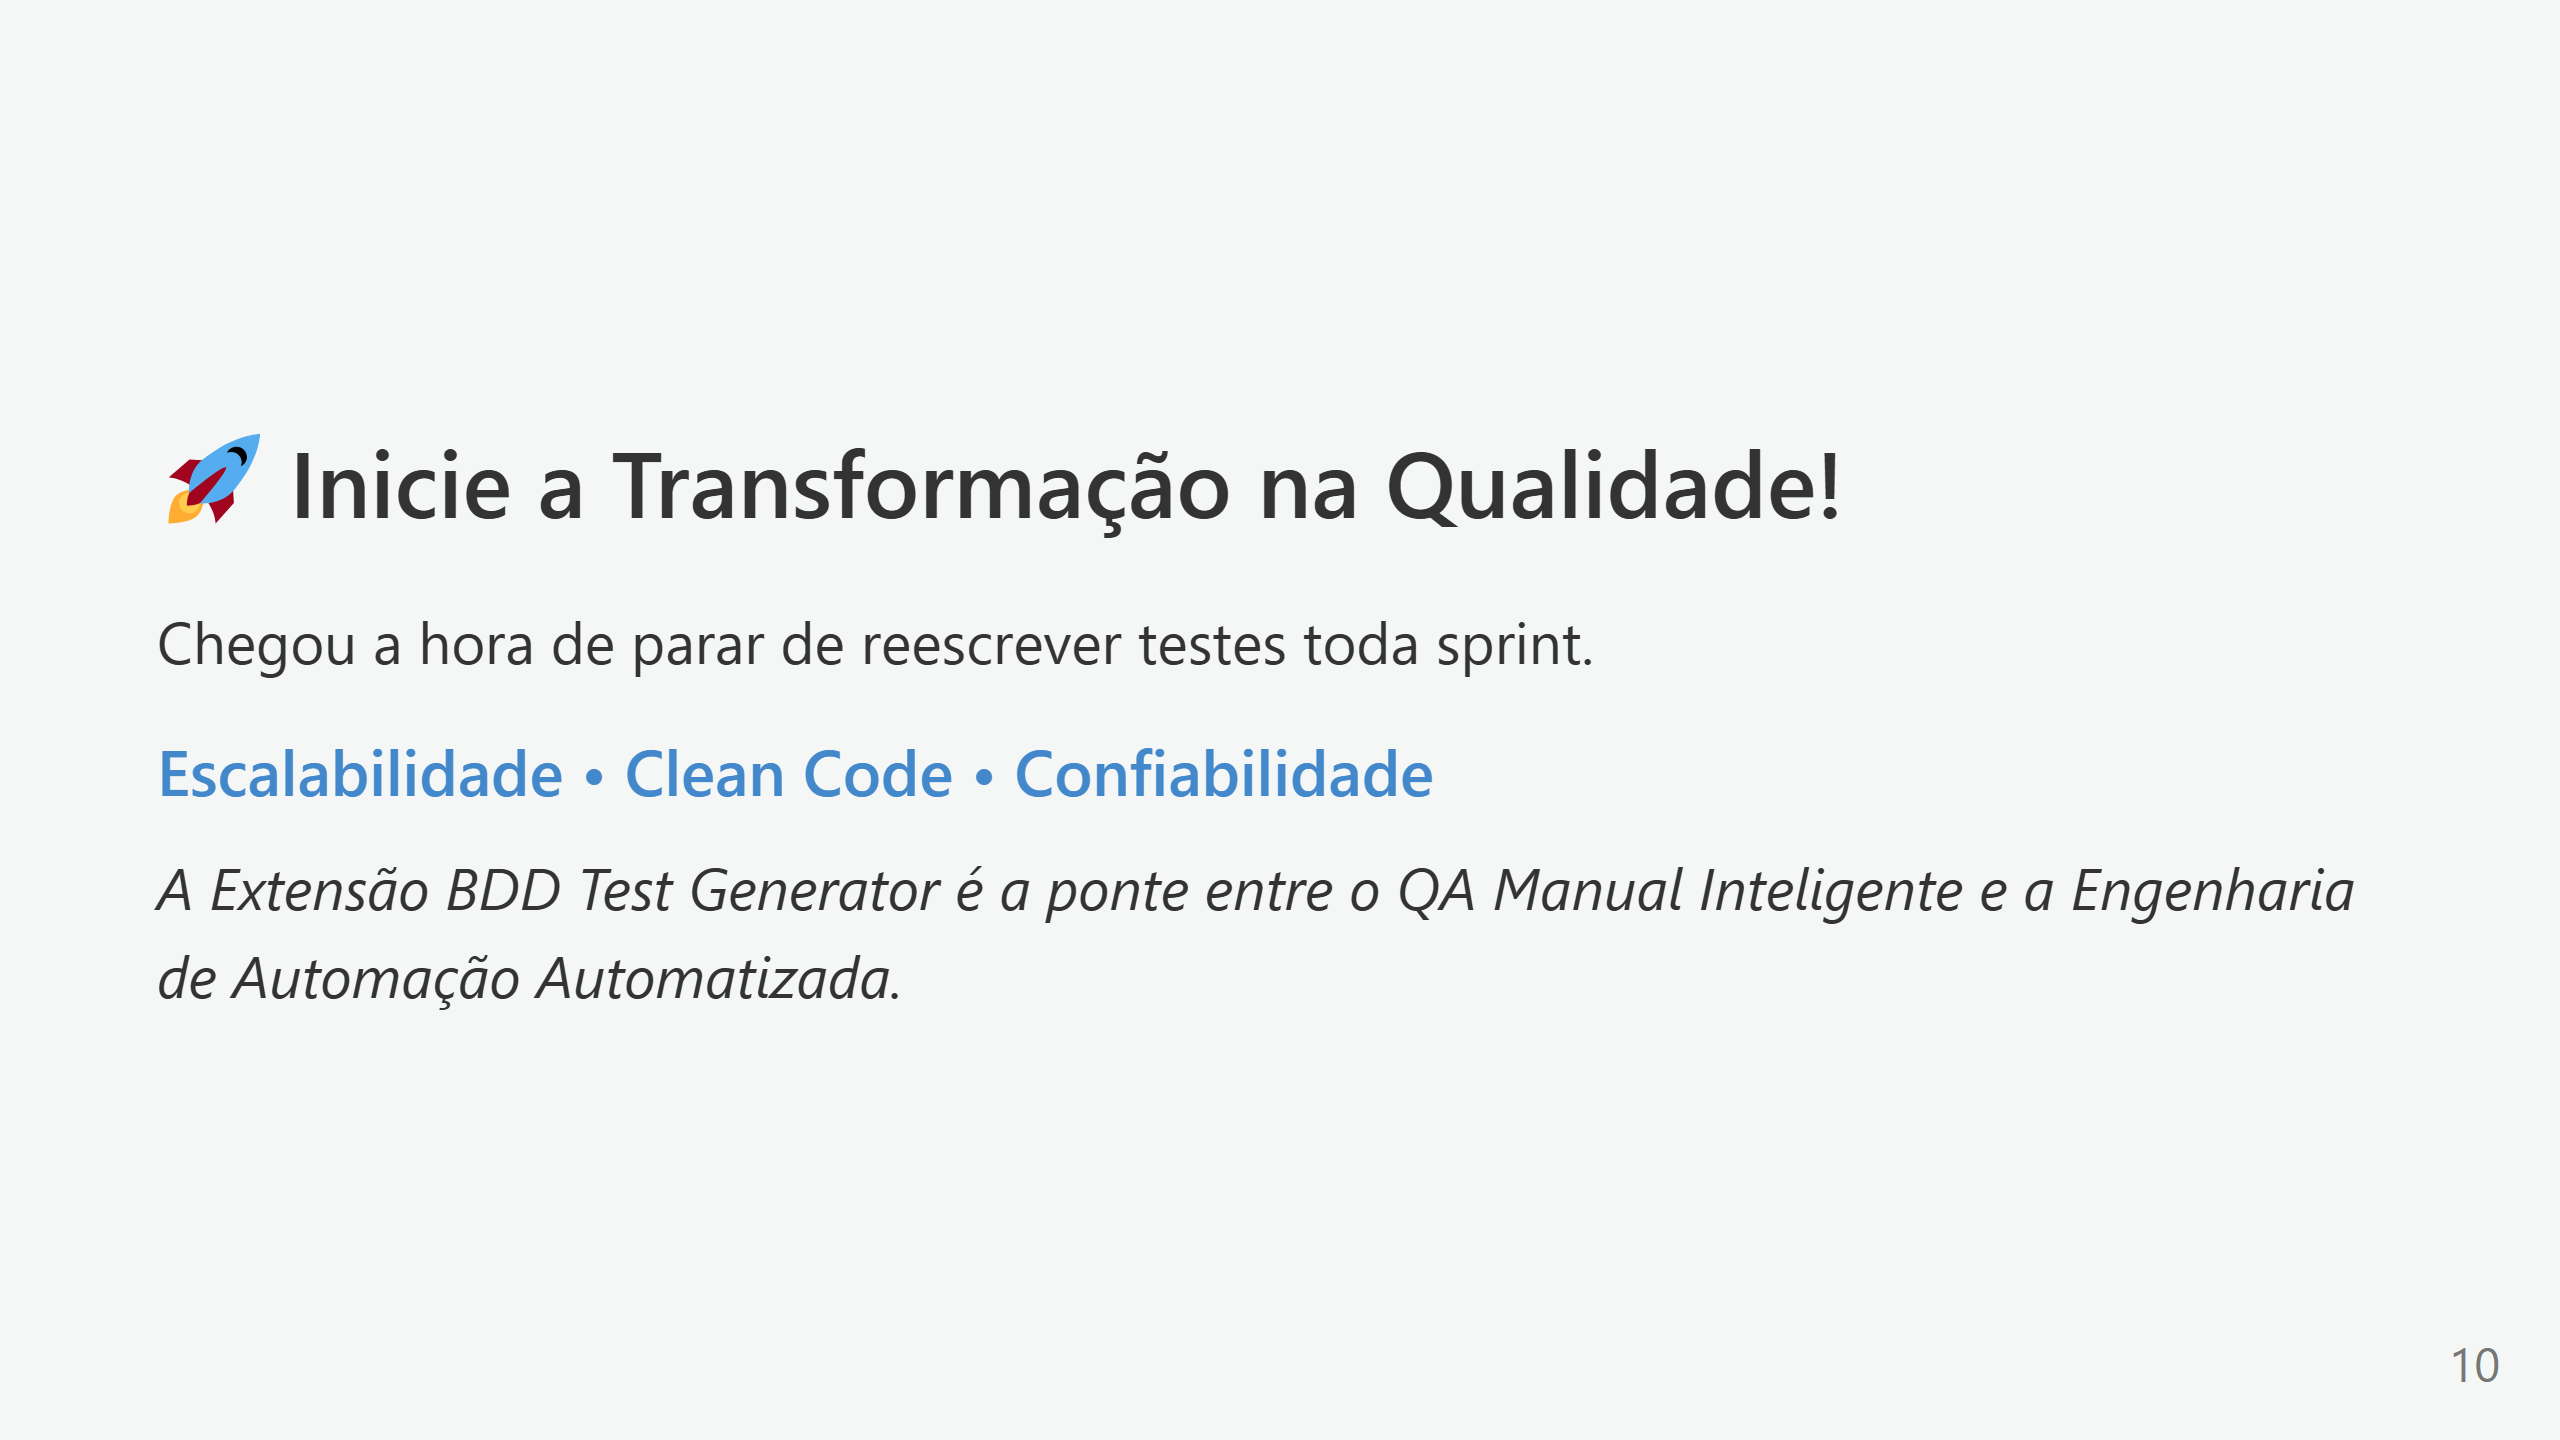 🚀 Inicie a Transformação na Qualidade!
Chegou a hora de parar de reescrever testes toda sprint.
Escalabilidade • Clean Code • Confiabilidade
A Extensão BDD Test Generator é a ponte entre o QA Manual Inteligente e a Engenharia
de Automação Automatizada.
10